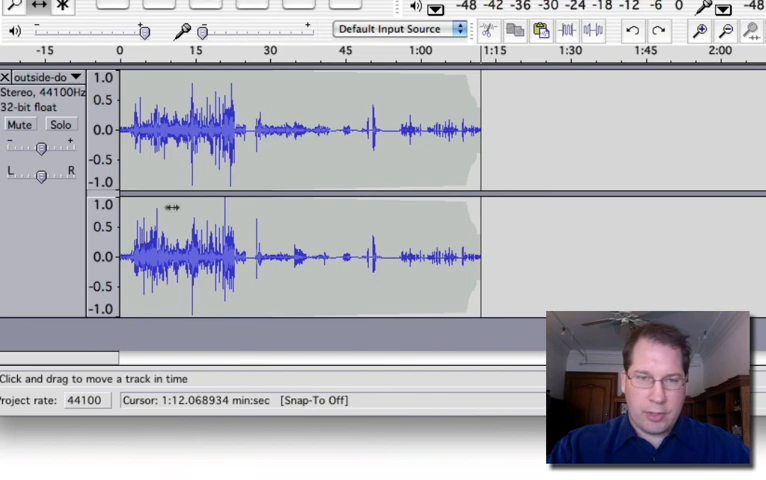 -48 -42 -36 -30 -24 -18 -12 -6 0 -48
Default Input Source
-15 0 15 30 45 1:00 1:15 1:30 1:45 2:00
outside-do
Stereo, 44100Hz
32-bit float
Mute Solo
- +
L R
1.0
0.5
0.0
-0.5
-1.0
1.0
0.5
0.0
-0.5
-1.0
Click and drag to move a track in time
roject rate: 44100 Cursor: 1:12.068934 min:sec [Snap-To Off]